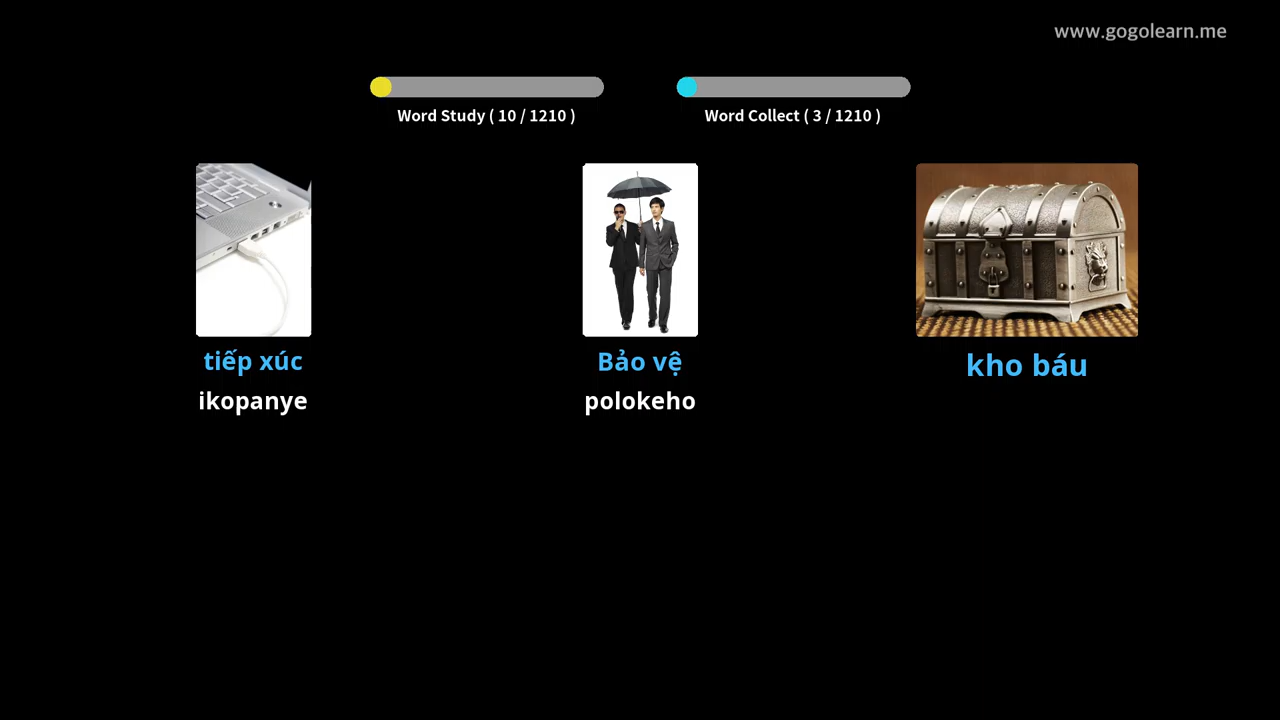 www.gogolearn.me
Word Study ( 10 / 1210 )
Word Collect ( 3 / 1210 )
tiếp xúc
ikopanye
Bảo vệ
polokeho
kho báu